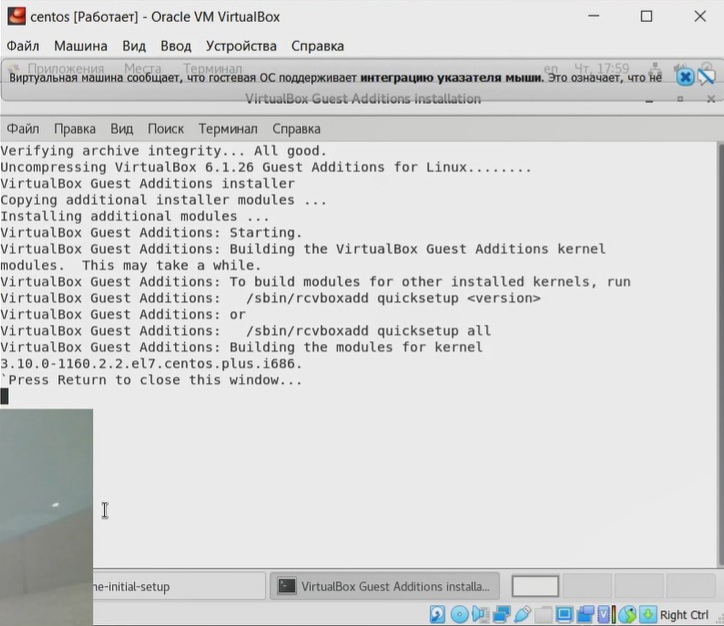 centos [Работает] - Oracle VM VirtualBox
Файл Машина Вид Ввод Устройства Справка
Приложения Места Терминал en Чт, 17:59
Виртуальная машина сообщает, что гостевая ОС поддерживает интеграцию указателя мыши. Это означает, что не
VirtualBox Guest Additions installation
Файл Правка Вид Поиск Терминал Справка
Verifying archive integrity... All good.
Uncompressing VirtualBox 6.1.26 Guest Additions for Linux........
VirtualBox Guest Additions installer
Copying additional installer modules ...
Installing additional modules ...
VirtualBox Guest Additions: Starting.
VirtualBox Guest Additions: Building the VirtualBox Guest Additions kernel
modules.  This may take a while.
VirtualBox Guest Additions: To build modules for other installed kernels, run
VirtualBox Guest Additions:   /sbin/rcvboxadd quicksetup <version>
VirtualBox Guest Additions: or
VirtualBox Guest Additions:   /sbin/rcvboxadd quicksetup all
VirtualBox Guest Additions: Building the modules for kernel
3.10.0-1160.2.2.el7.centos.plus.i686.
`Press Return to close this window...
ne-initial-setup
VirtualBox Guest Additions installa...
Right Ctrl